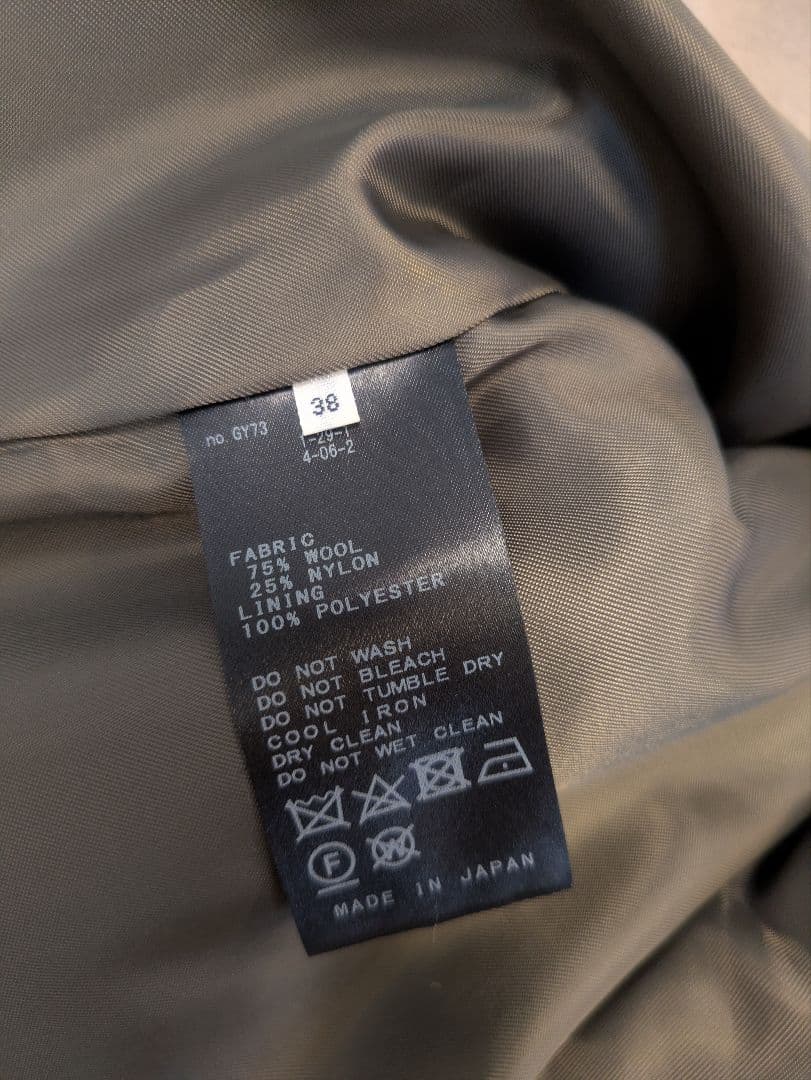 38
no. GY73
4-06-2
FABRIC
75% WOOL
25% NYLON
LINING
100% POLYESTER
DO NOT WASH
DO NOT BLEACH
DO NOT TUMBLE DRY
COOL IRON
DRY CLEAN
DO NOT WET CLEAN
F W
MADE IN JAPAN